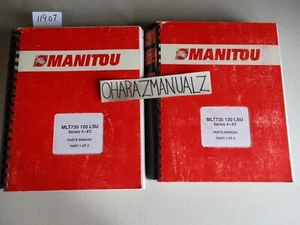 11907
MANITOU
MLT735 120 LSU
Series 4-E3
PARTS MANUAL
PART 1 OF 2
MANITOU
MLT735 120 LSU
Series 4-E3
PARTS MANUAL
PART 2 OF 2
OHARAZMANUALZ